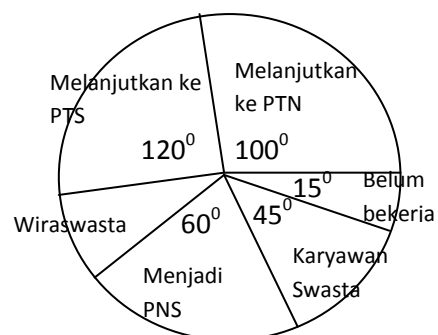 Melanjutkan ke
PTS
Melanjutkan
ke PTN
120⁰
100⁰
15⁰
Belum
bekerja
Wiraswasta
60⁰
45⁰
Karyawan
Swasta
Menjadi
PNS